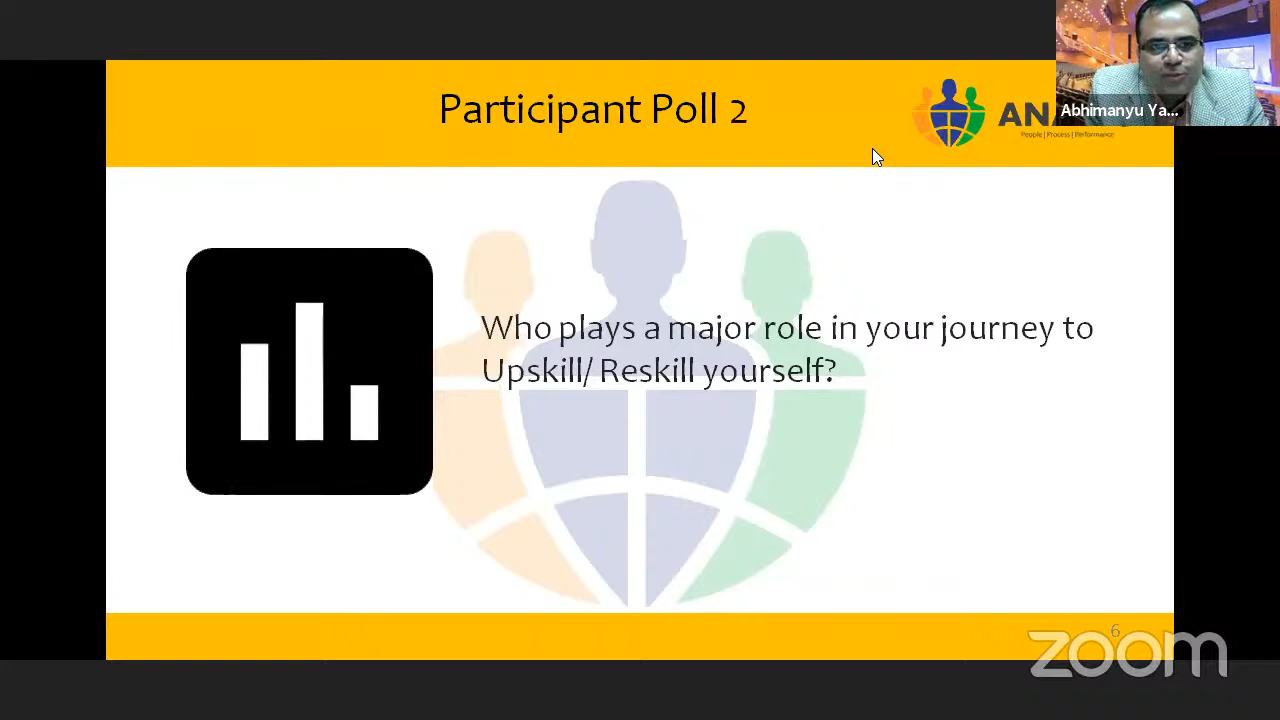 Participant Poll 2
People | Process | Performance
Abhimanyu Ya...
Who plays a major role in your journey to
Upskill/ Reskill yourself?
6
zoom